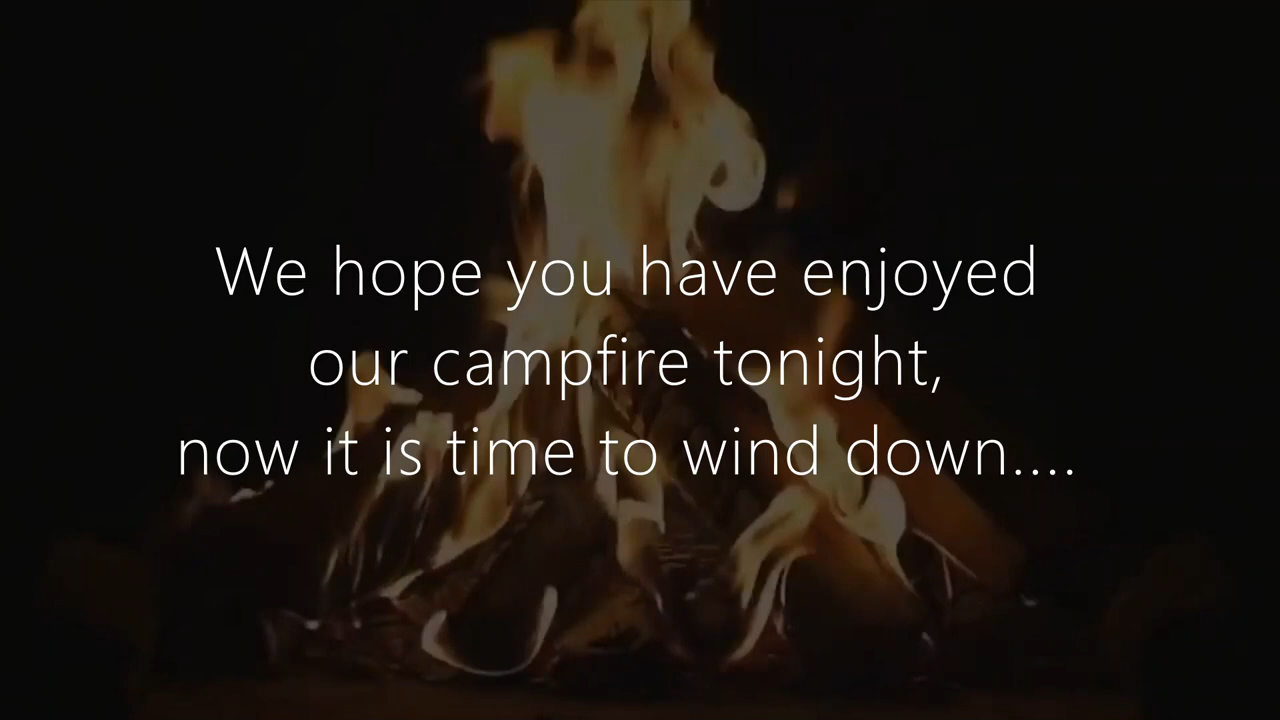 We hope you have enjoyed
our campfire tonight,
now it is time to wind down....